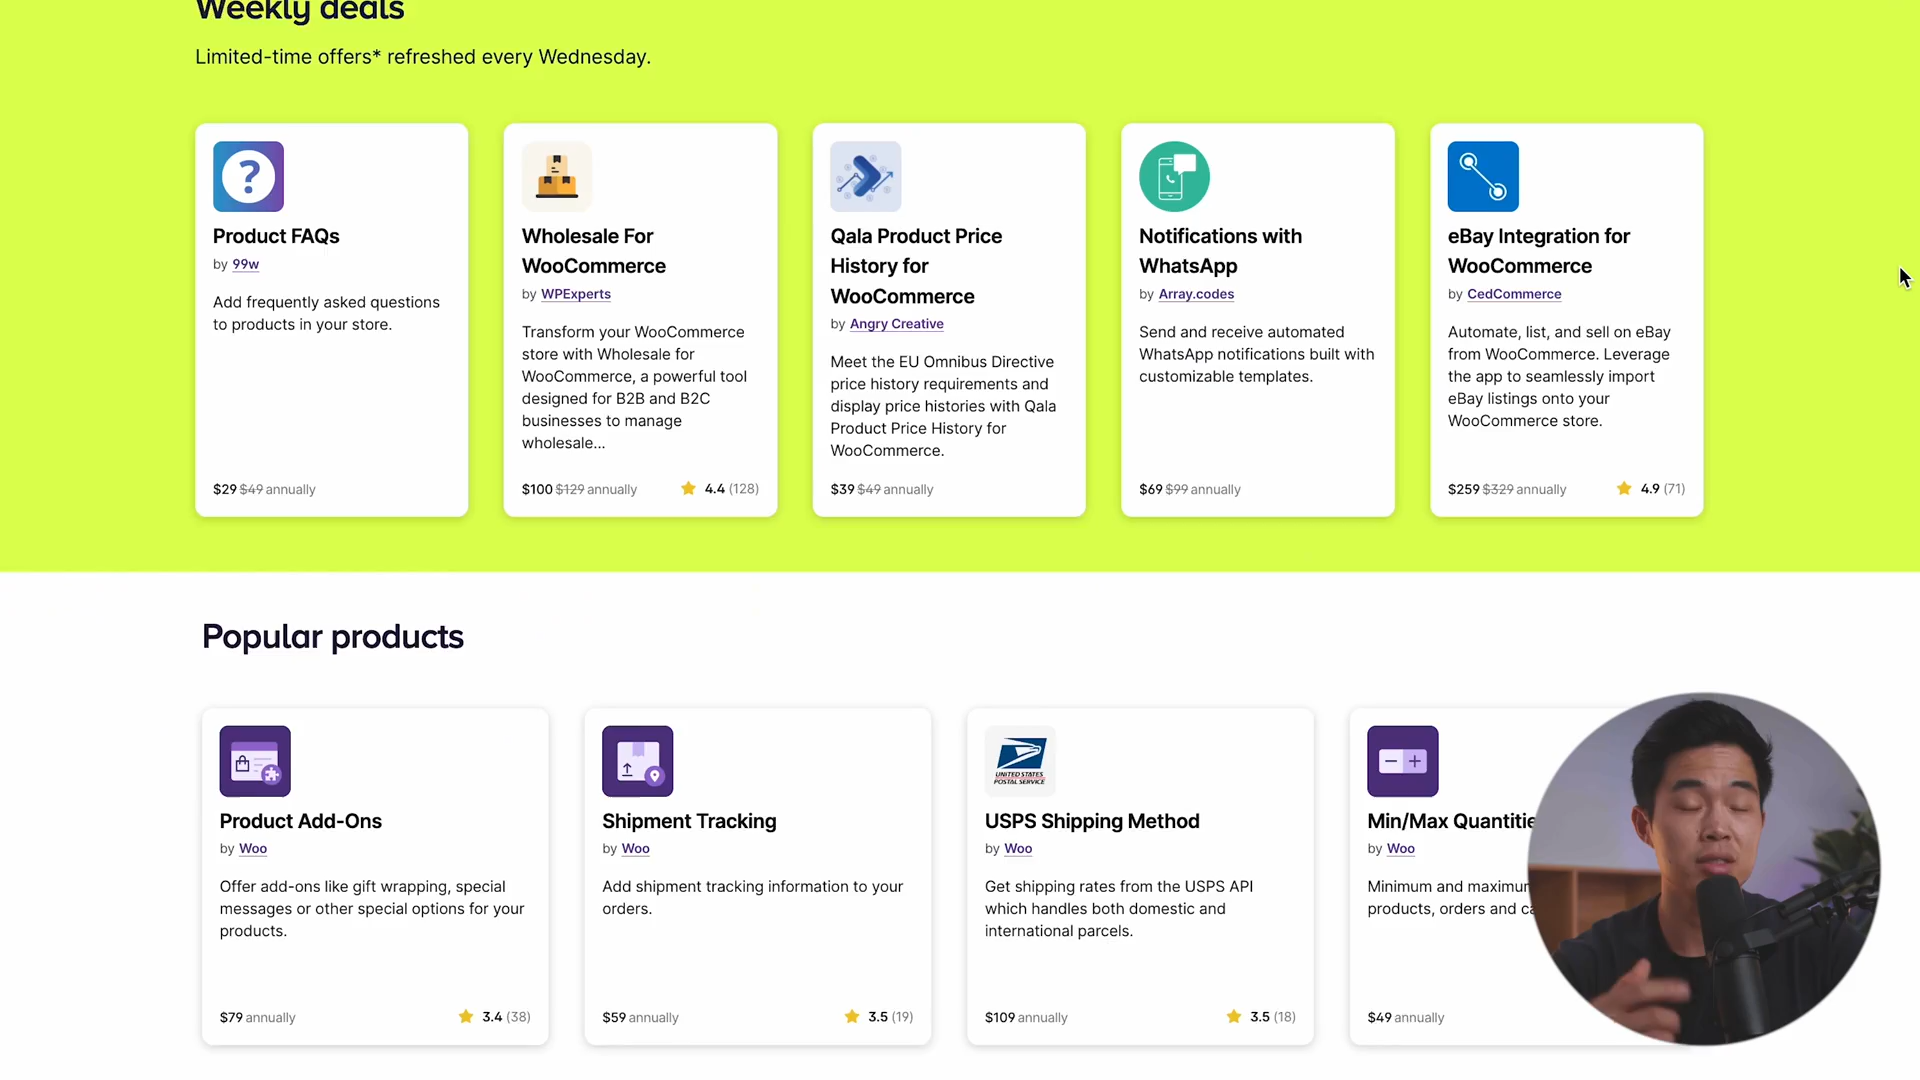 Weekly deals
Limited-time offers* refreshed every Wednesday.
?
Product FAQs
by 99w
Add frequently asked questions
to products in your store.
$29 $49 annually
Wholesale For
WooCommerce
by WPExperts
Transform your WooCommerce
store with Wholesale for
WooCommerce, a powerful tool
designed for B2B and B2C
businesses to manage
wholesale...
$100 $129 annually
4.4 (128)
Qala Product Price
History for
WooCommerce
by Angry Creative
Meet the EU Omnibus Directive
price history requirements and
display price histories with Qala
Product Price History for
WooCommerce.
$39 $49 annually
Notifications with
WhatsApp
by Array.codes
Send and receive automated
WhatsApp notifications built with
customizable templates.
$69 $99 annually
eBay Integration for
WooCommerce
by CedCommerce
Automate, list, and sell on eBay
from WooCommerce. Leverage
the app to seamlessly import
eBay listings onto your
WooCommerce store.
$259 $329 annually
4.9 (71)
Popular products
Product Add-Ons
by Woo
Offer add-ons like gift wrapping, special
messages or other special options for your
products.
$79 annually
3.4 (38)
Shipment Tracking
by Woo
Add shipment tracking information to your
orders.
$59 annually
3.5 (19)
UNITED STATES
POSTAL SERVICE
USPS Shipping Method
by Woo
Get shipping rates from the USPS API
which handles both domestic and
international parcels.
$109 annually
3.5 (18)
Min/Max Quantitie
by Woo
Minimum and maximu
products, orders and
$49 annually